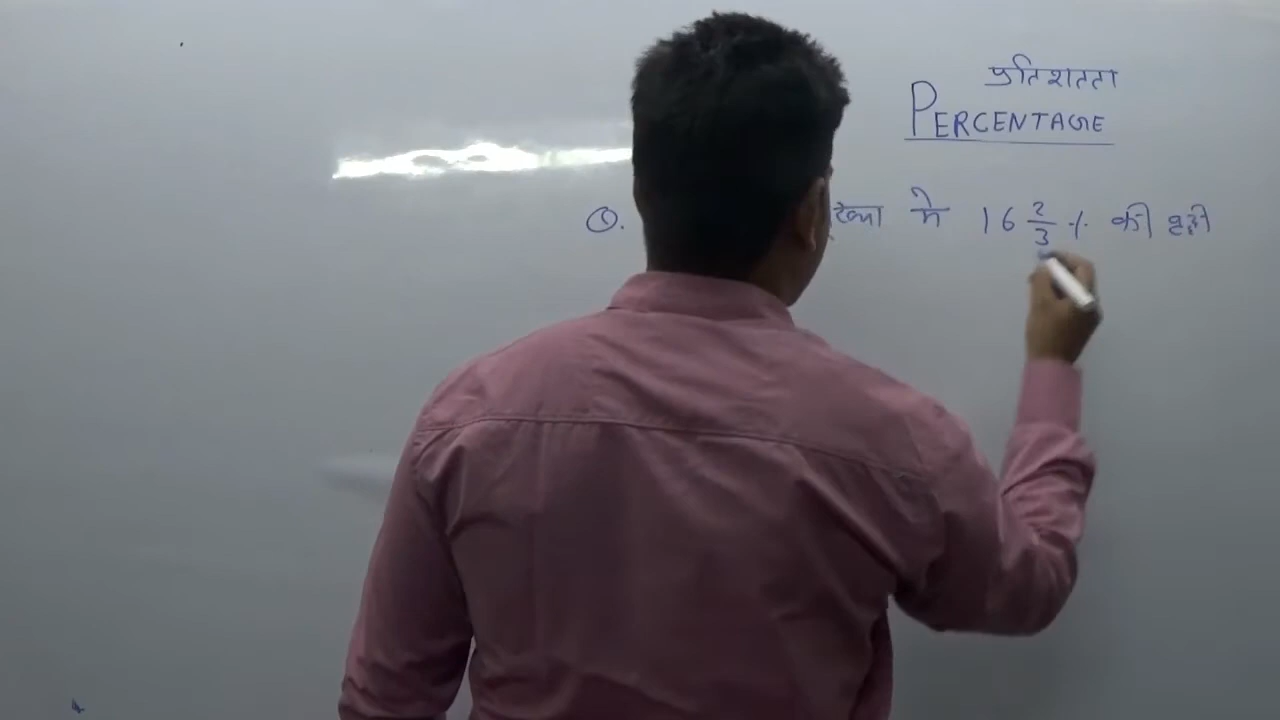 प्रतिशतता
PERCENTAGE
Q. में 16 2/3 % की वृद्धि